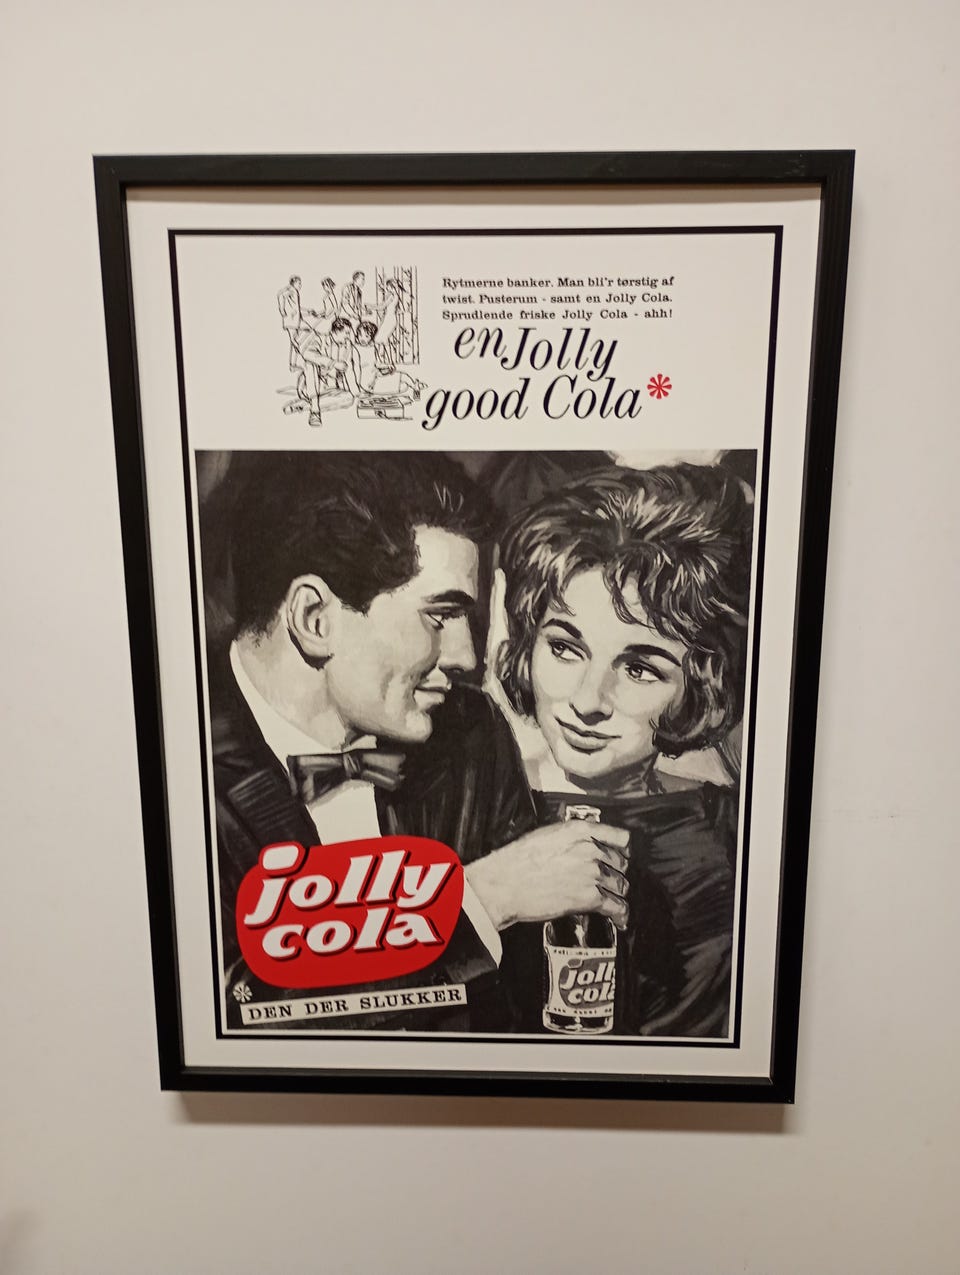 Rytmerne banker. Man bli'r tørstig af
twist. Pusterum - samt en Jolly Cola.
Sprudlende friske Jolly Cola - ahh!
en Jolly
good Cola*
jolly
cola
* DEN DER SLUKKER
joll
cola